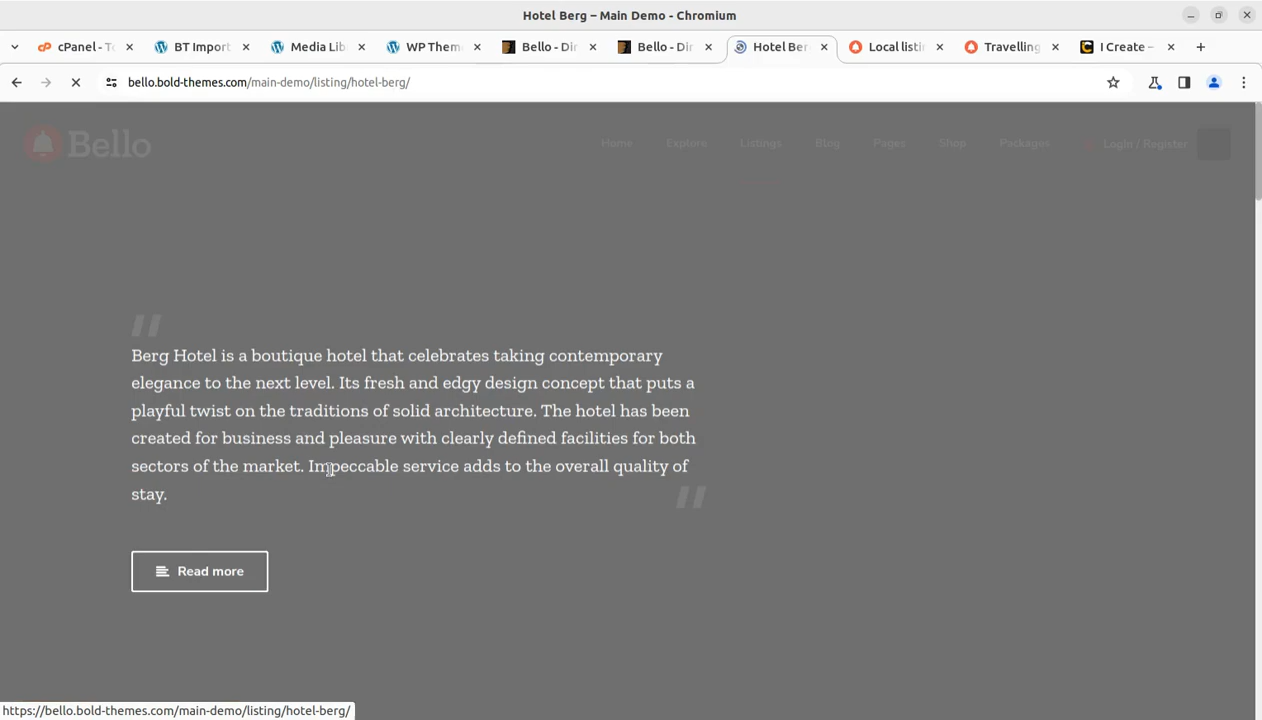 Hotel Berg – Main Demo - Chromium
cPanel - To
BT Import
Media Lib
WP Them
Bello - Dir
Bello - Dir
Hotel Ber
Local listi
Travelling
I Create –
bello.bold-themes.com/main-demo/listing/hotel-berg/
Bello
Home
Explore
Listings
Blog
Pages
Shop
Packages
Login / Register
Berg Hotel is a boutique hotel that celebrates taking contemporary
elegance to the next level. Its fresh and edgy design concept that puts a
playful twist on the traditions of solid architecture. The hotel has been
created for business and pleasure with clearly defined facilities for both
sectors of the market. Impeccable service adds to the overall quality of
stay.
Read more
https://bello.bold-themes.com/main-demo/listing/hotel-berg/